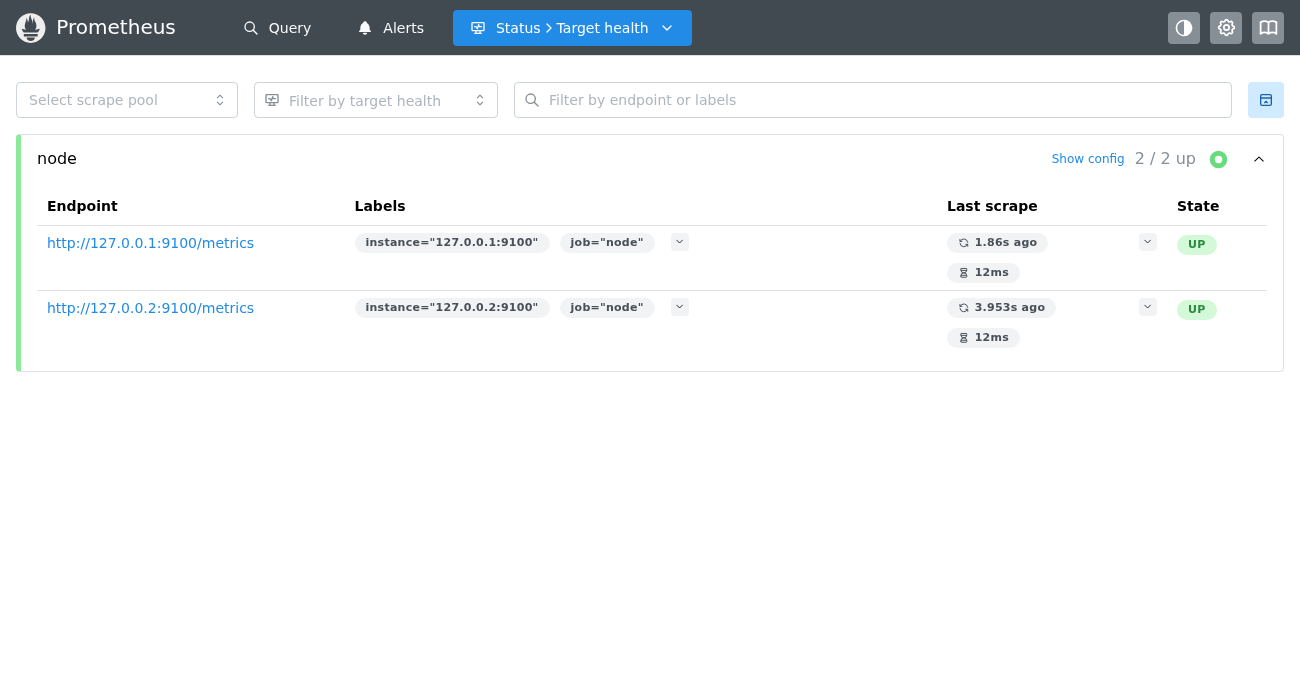 Prometheus Query Alerts Status > Target health
Select scrape pool Filter by target health Filter by endpoint or labels
node Show config 2 / 2 up
Endpoint Labels Last scrape State
http://127.0.0.1:9100/metrics instance="127.0.0.1:9100" job="node" 1.86s ago UP
12ms
http://127.0.0.2:9100/metrics instance="127.0.0.2:9100" job="node" 3.953s ago UP
12ms